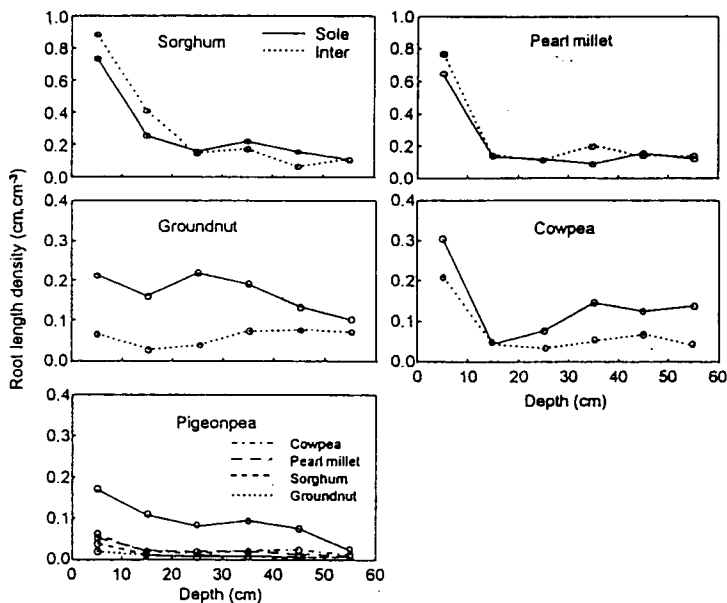 Root length density (cm.cm⁻³)
Sorghum
Sole
Inter
1.0
0.8
0.6
0.4
0.2
0.0
Pearl millet
1.0
0.8
0.6
0.4
0.2
0.0
Groundnut
0.4
0.3
0.2
0.1
0.0
Cowpea
0.4
0.3
0.2
0.1
0.0
0 10 20 30 40 50 60
Depth (cm)
Pigeonpea
Cowpea
Pearl millet
Sorghum
Groundnut
0.4
0.3
0.2
0.1
0.0
0 10 20 30 40 50 60
Depth (cm)